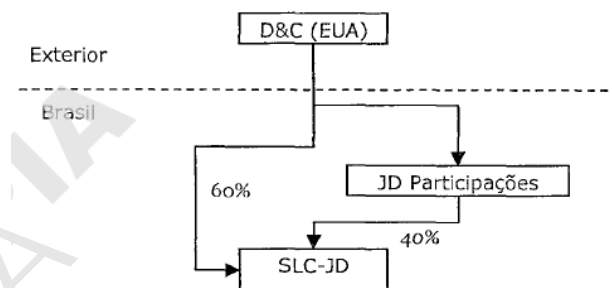 D&C (EUA)
Exterior
Brasil
60%
JD Participações
40%
SLC-JD